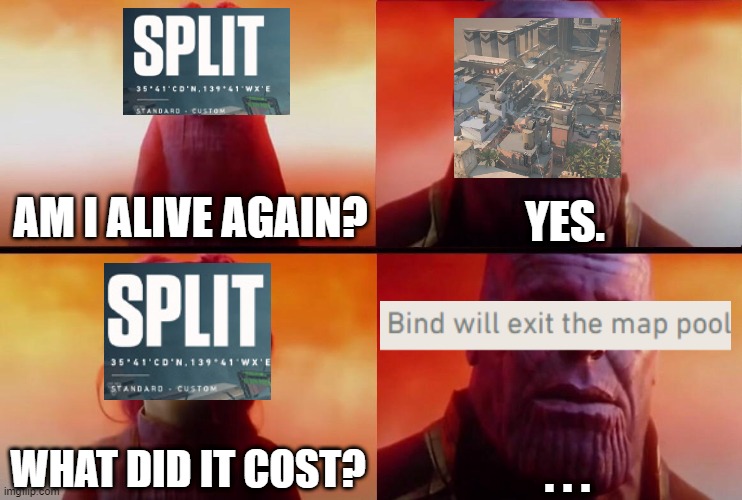 SPLIT
35°41'CD'N,139°41'WX'E
STANDARD - CUSTOM
AM I ALIVE AGAIN?
YES.
SPLIT
35°41'CD'N,139°41'WX'E
STANDARD - CUSTOM
WHAT DID IT COST?
Bind will exit the map pool
...
imgflip.com